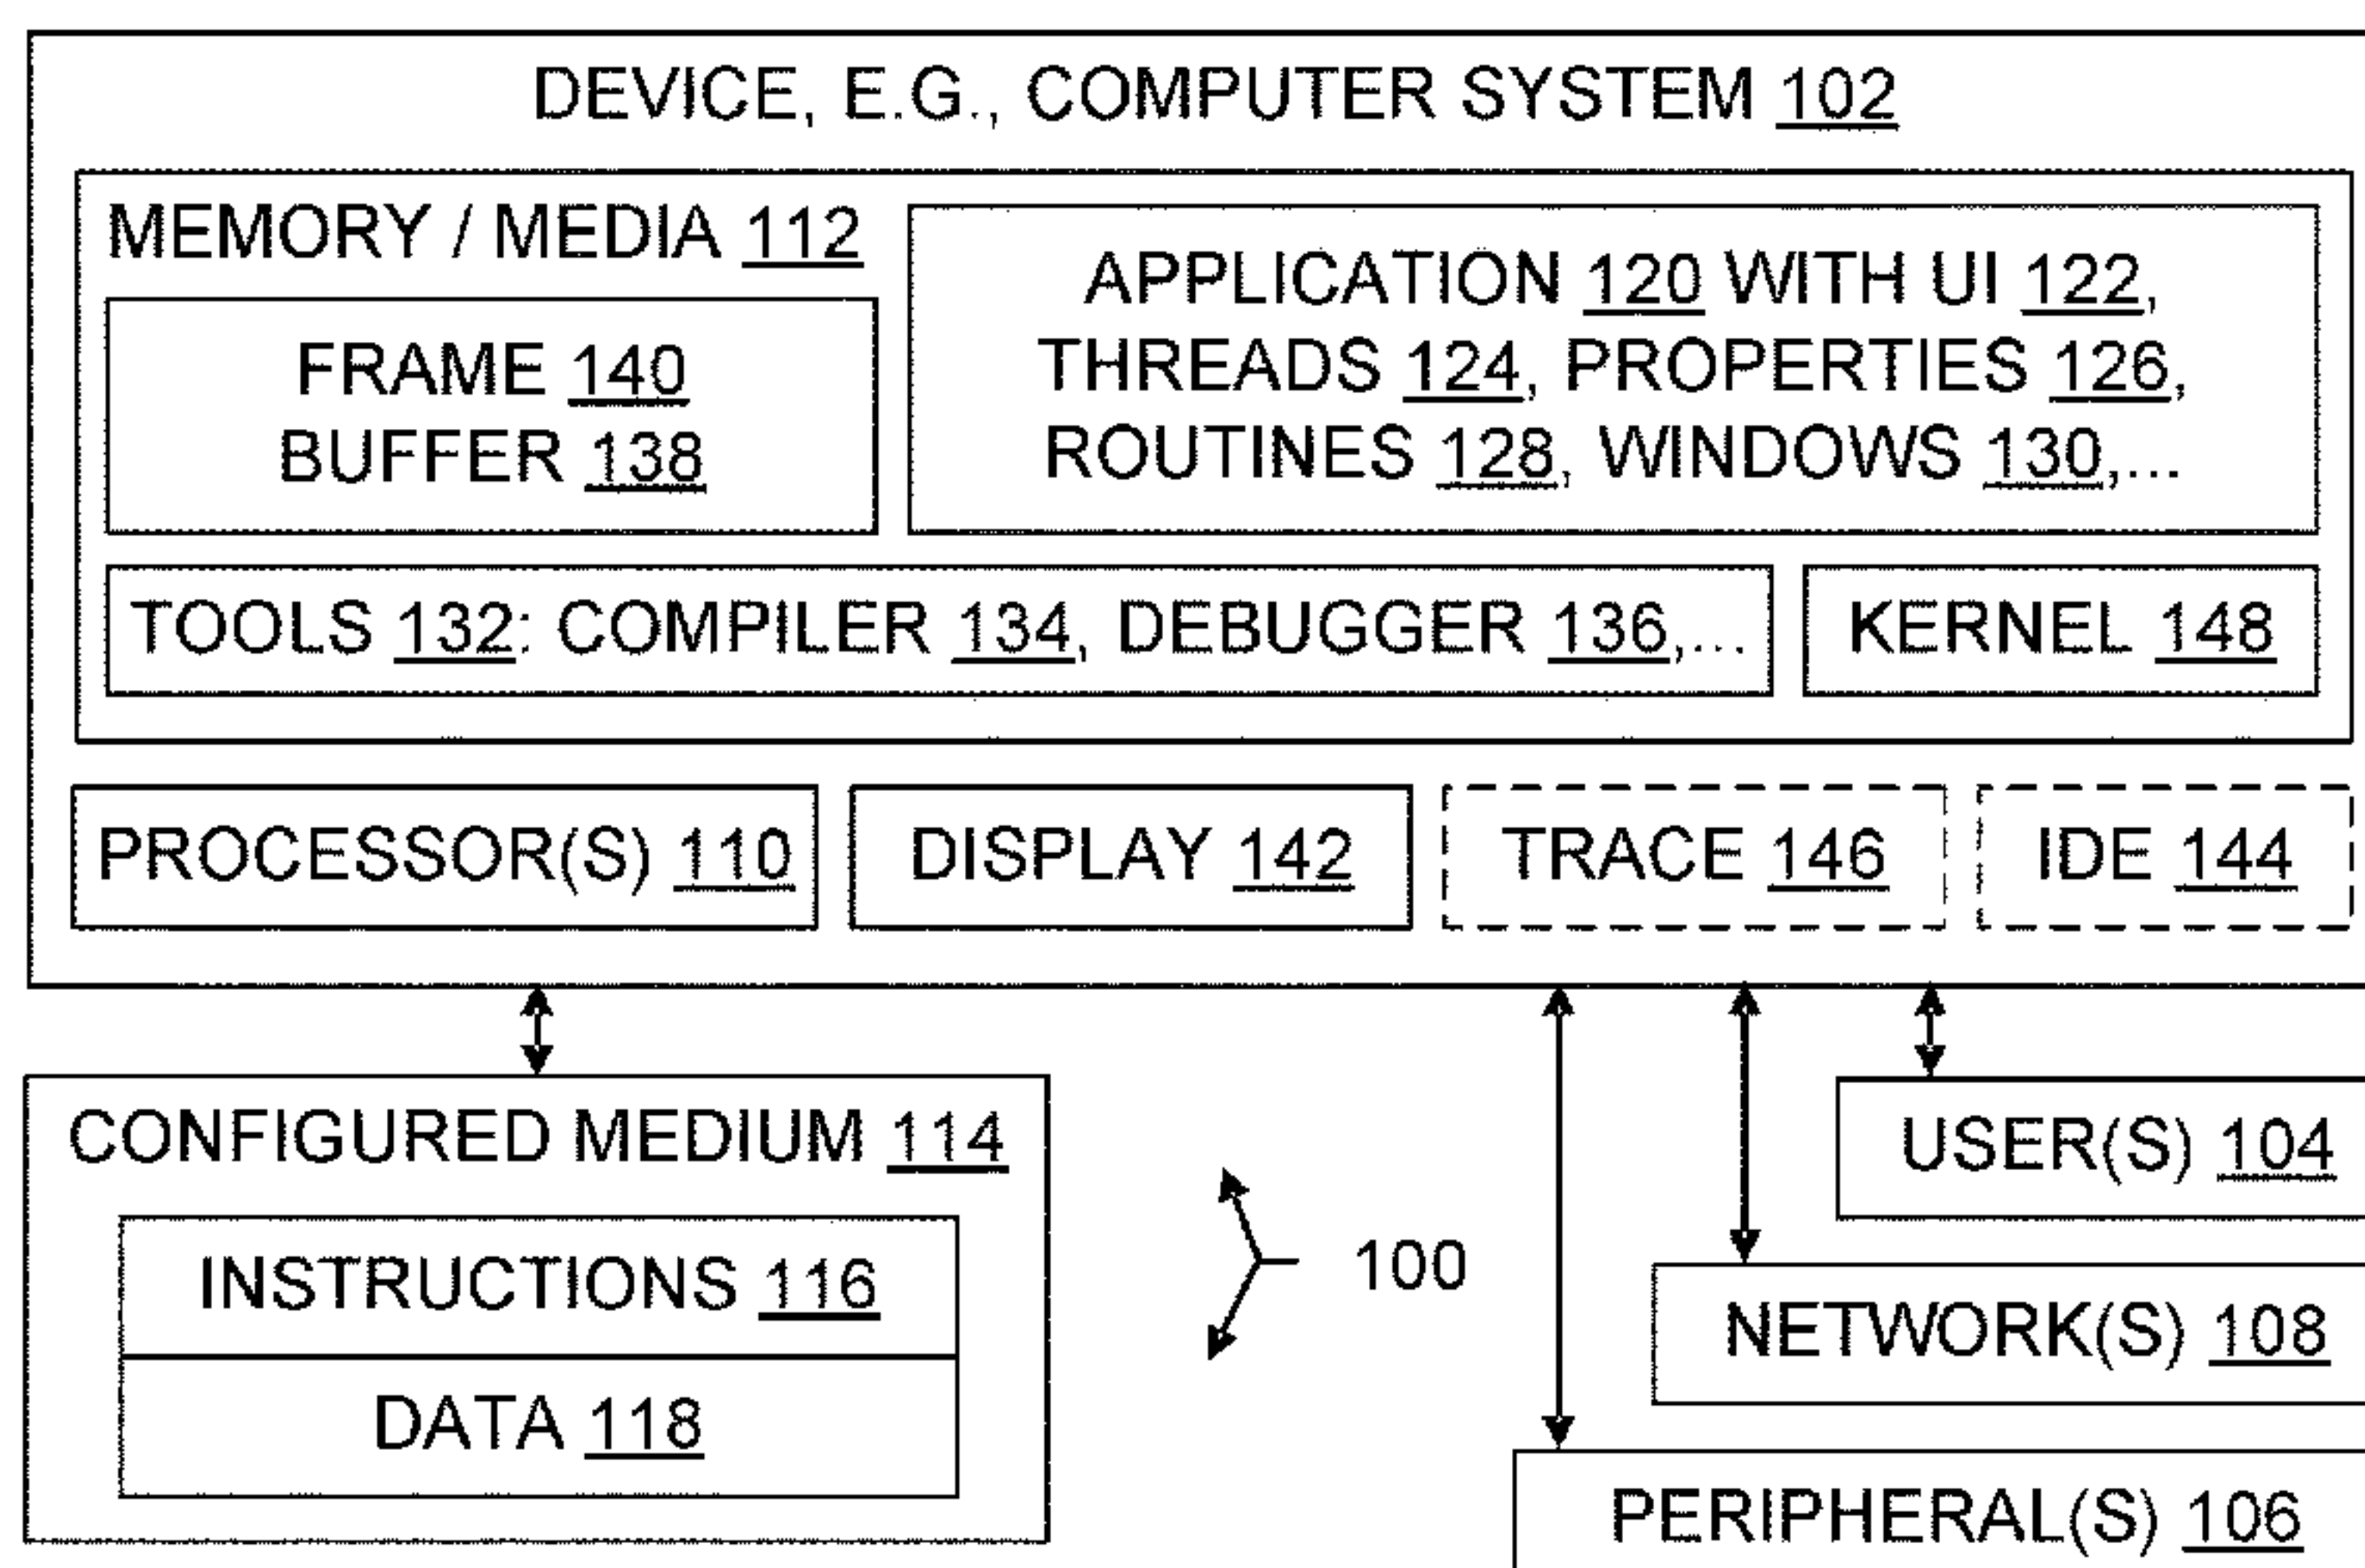 DEVICE, E.G., COMPUTER SYSTEM 102
MEMORY / MEDIA 112
FRAME 140
BUFFER 138
APPLICATION 120 WITH UI 122,
THREADS 124, PROPERTIES 126,
ROUTINES 128, WINDOWS 130,...
TOOLS 132: COMPILER 134, DEBUGGER 136,...
KERNEL 148
PROCESSOR(S) 110
DISPLAY 142
TRACE 146
IDE 144
CONFIGURED MEDIUM 114
INSTRUCTIONS 116
DATA 118
100
USER(S) 104
NETWORK(S) 108
PERIPHERAL(S) 106